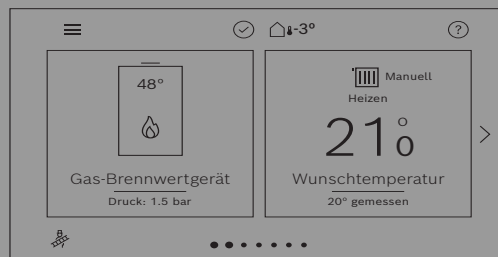 -3°
?
48°
Manuell
Heizen
21°0
Gas-Brennwertgerät
Wunschtemperatur
Druck: 1.5 bar
20° gemessen